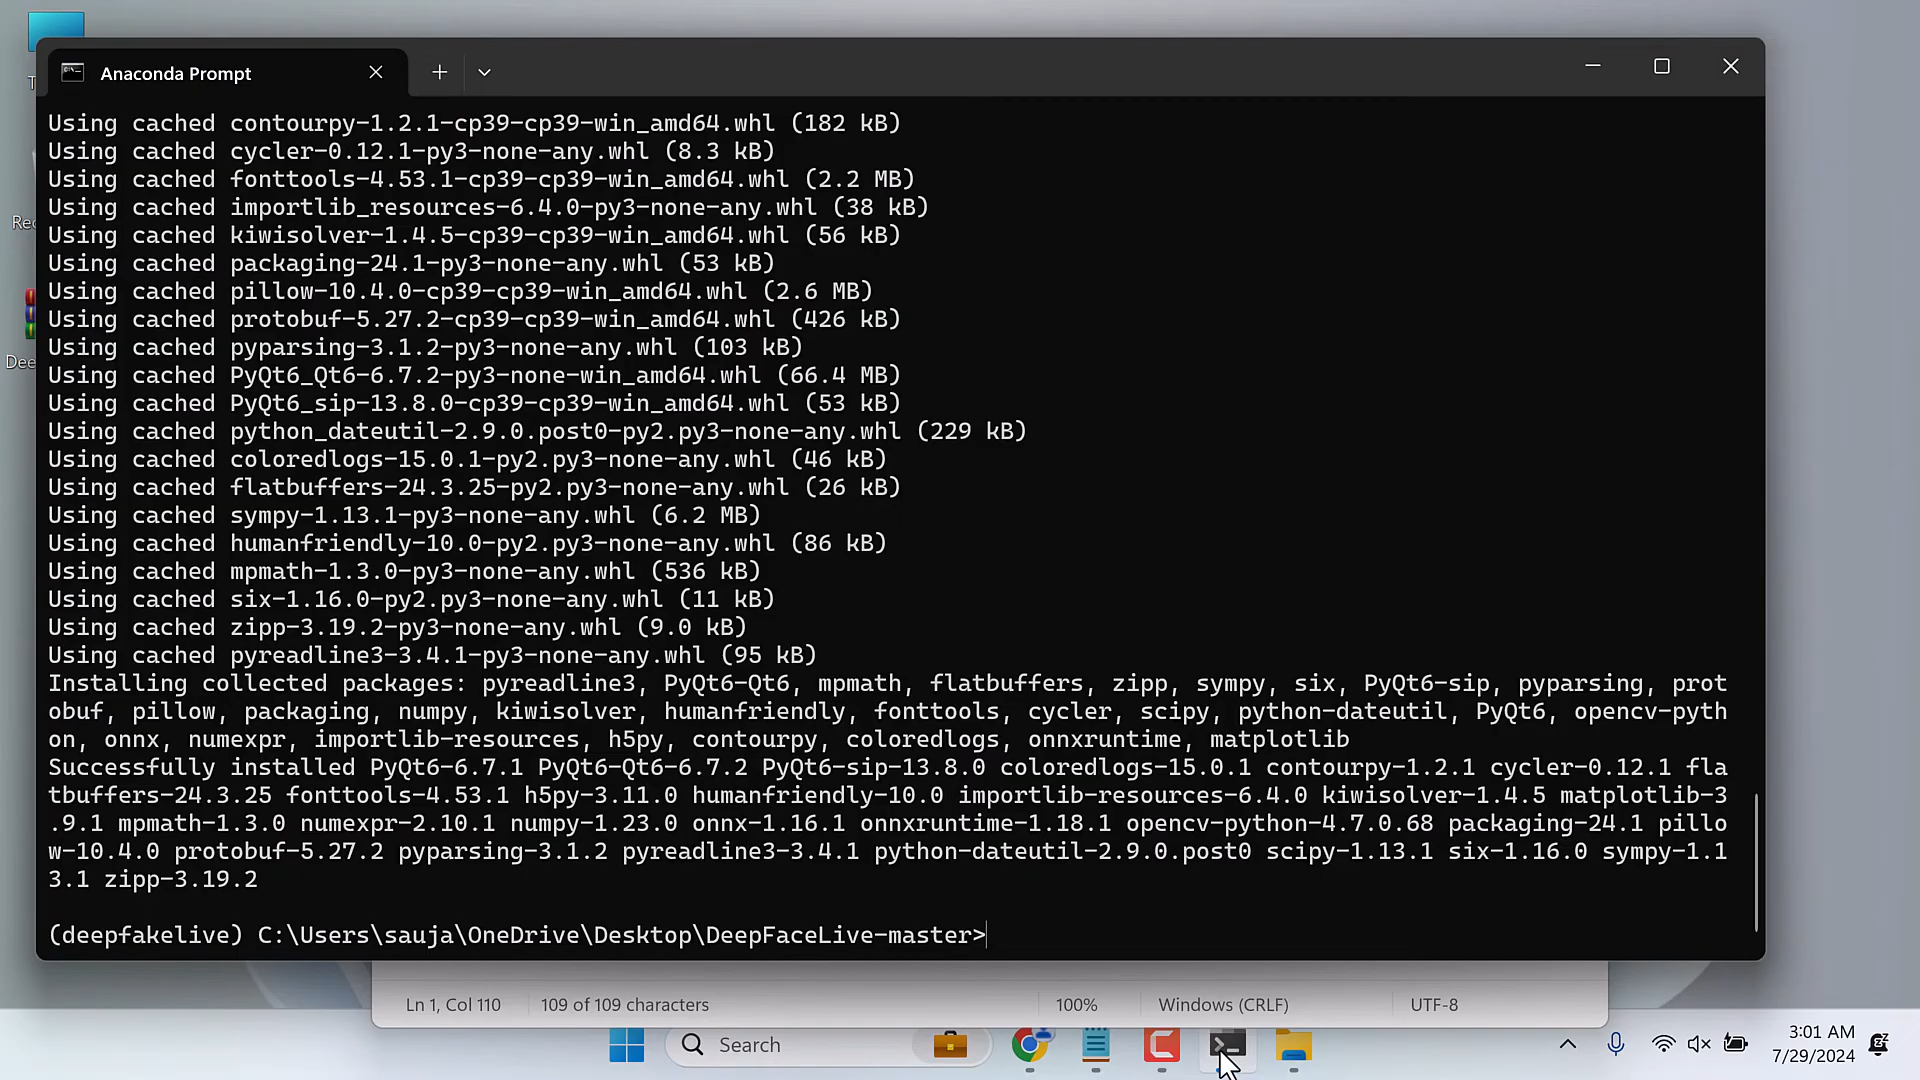 Anaconda Prompt
Using cached contourpy-1.2.1-cp39-cp39-win_amd64.whl (182 kB)
Using cached cycler-0.12.1-py3-none-any.whl (8.3 kB)
Using cached fonttools-4.53.1-cp39-cp39-win_amd64.whl (2.2 MB)
Using cached importlib_resources-6.4.0-py3-none-any.whl (38 kB)
Using cached kiwisolver-1.4.5-cp39-cp39-win_amd64.whl (56 kB)
Using cached packaging-24.1-py3-none-any.whl (53 kB)
Using cached pillow-10.4.0-cp39-cp39-win_amd64.whl (2.6 MB)
Using cached protobuf-5.27.2-cp39-cp39-win_amd64.whl (426 kB)
Using cached pyparsing-3.1.2-py3-none-any.whl (103 kB)
Using cached PyQt6_Qt6-6.7.2-py3-none-win_amd64.whl (66.4 MB)
Using cached PyQt6_sip-13.8.0-cp39-cp39-win_amd64.whl (53 kB)
Using cached python_dateutil-2.9.0.post0-py2.py3-none-any.whl (229 kB)
Using cached coloredlogs-15.0.1-py2.py3-none-any.whl (46 kB)
Using cached flatbuffers-24.3.25-py2.py3-none-any.whl (26 kB)
Using cached sympy-1.13.1-py3-none-any.whl (6.2 MB)
Using cached humanfriendly-10.0-py2.py3-none-any.whl (86 kB)
Using cached mpmath-1.3.0-py3-none-any.whl (536 kB)
Using cached six-1.16.0-py2.py3-none-any.whl (11 kB)
Using cached zipp-3.19.2-py3-none-any.whl (9.0 kB)
Using cached pyreadline3-3.4.1-py3-none-any.whl (95 kB)
Installing collected packages: pyreadline3, PyQt6-Qt6, mpmath, flatbuffers, zipp, sympy, six, PyQt6-sip, pyparsing, prot
obuf, pillow, packaging, numpy, kiwisolver, humanfriendly, fonttools, cycler, scipy, python-dateutil, PyQt6, opencv-pyth
on, onnx, numexpr, importlib-resources, h5py, contourpy, coloredlogs, onnxruntime, matplotlib
Successfully installed PyQt6-6.7.1 PyQt6-Qt6-6.7.2 PyQt6-sip-13.8.0 coloredlogs-15.0.1 contourpy-1.2.1 cycler-0.12.1 fla
tbuffers-24.3.25 fonttools-4.53.1 h5py-3.11.0 humanfriendly-10.0 importlib-resources-6.4.0 kiwisolver-1.4.5 matplotlib-3
.9.1 mpmath-1.3.0 numexpr-2.10.1 numpy-1.23.0 onnx-1.16.1 onnxruntime-1.18.1 opencv-python-4.7.0.68 packaging-24.1 pillo
w-10.4.0 protobuf-5.27.2 pyparsing-3.1.2 pyreadline3-3.4.1 python-dateutil-2.9.0.post0 scipy-1.13.1 six-1.16.0 sympy-1.1
3.1 zipp-3.19.2
(deepfakelive) C:\Users\sauja\OneDrive\Desktop\DeepFaceLive-master>
Ln 1, Col 110 109 of 109 characters 100% Windows (CRLF) UTF-8
Search
3:01 AM
7/29/2024